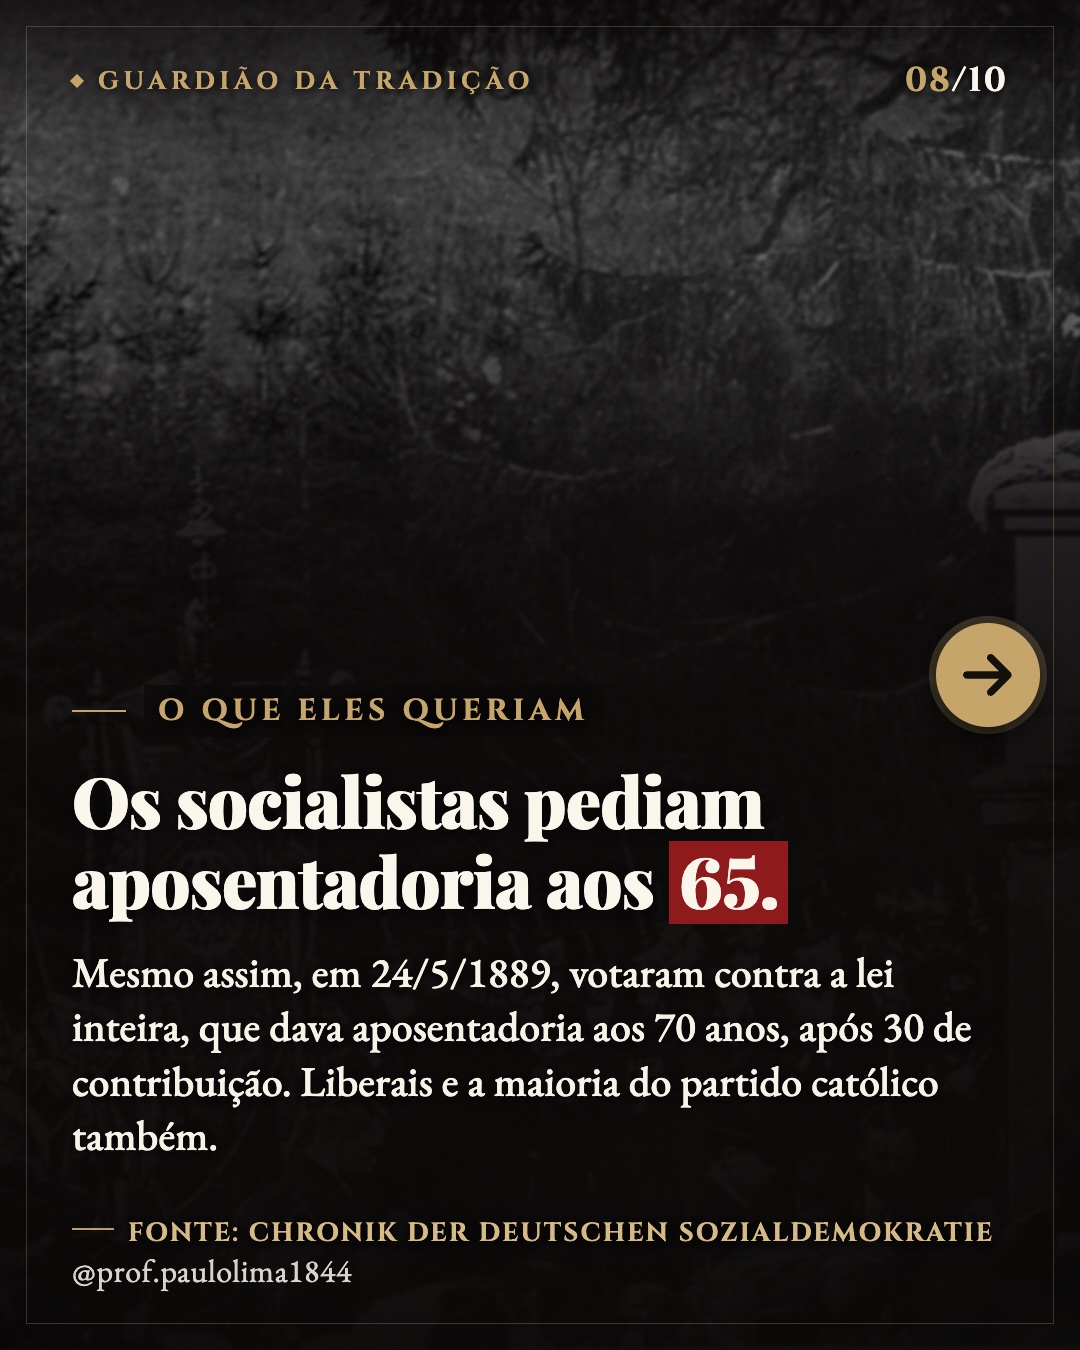 GUARDIÃO DA TRADIÇÃO
08/10
O QUE ELES QUERIAM
Os socialistas pediam
aposentadoria aos 65.
Mesmo assim, em 24/5/1889, votaram contra a lei
inteira, que dava aposentadoria aos 70 anos, após 30 de
contribuição. Liberais e a maioria do partido católico
também.
FONTE: CHRONIK DER DEUTSCHEN SOZIALDEMOKRATIE
@prof.paulolima1844